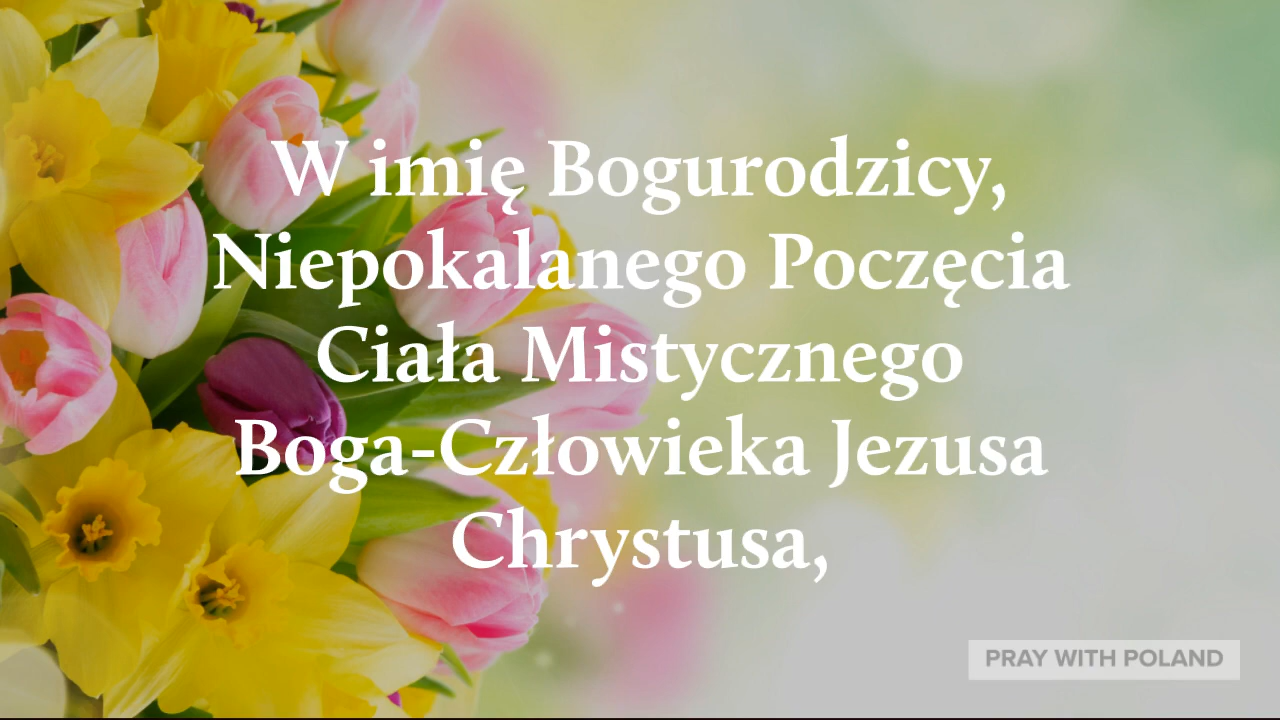 W imię Bogurodzicy,
Niepokalanego Poczęcia
Ciała Mistycznego
Boga-Człowieka Jezusa
Chrystusa,
PRAY WITH POLAND